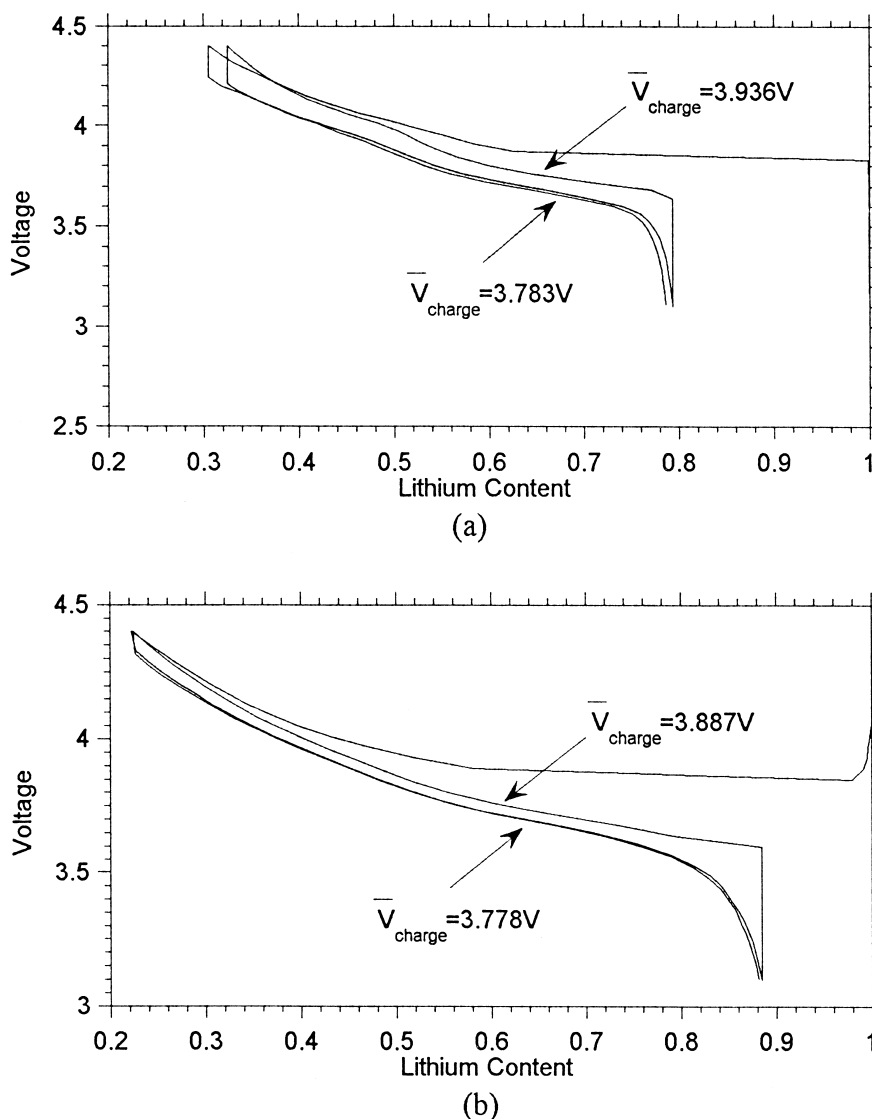 4.5
4
3.5
3
2.5
Voltage
V̅charge=3.936V
V̅charge=3.783V
0.2 0.3 0.4 0.5 0.6 0.7 0.8 0.9 1
Lithium Content
(a)
4.5
4
3.5
3
Voltage
V̅charge=3.887V
V̅charge=3.778V
0.2 0.3 0.4 0.5 0.6 0.7 0.8 0.9 1
Lithium Content
(b)